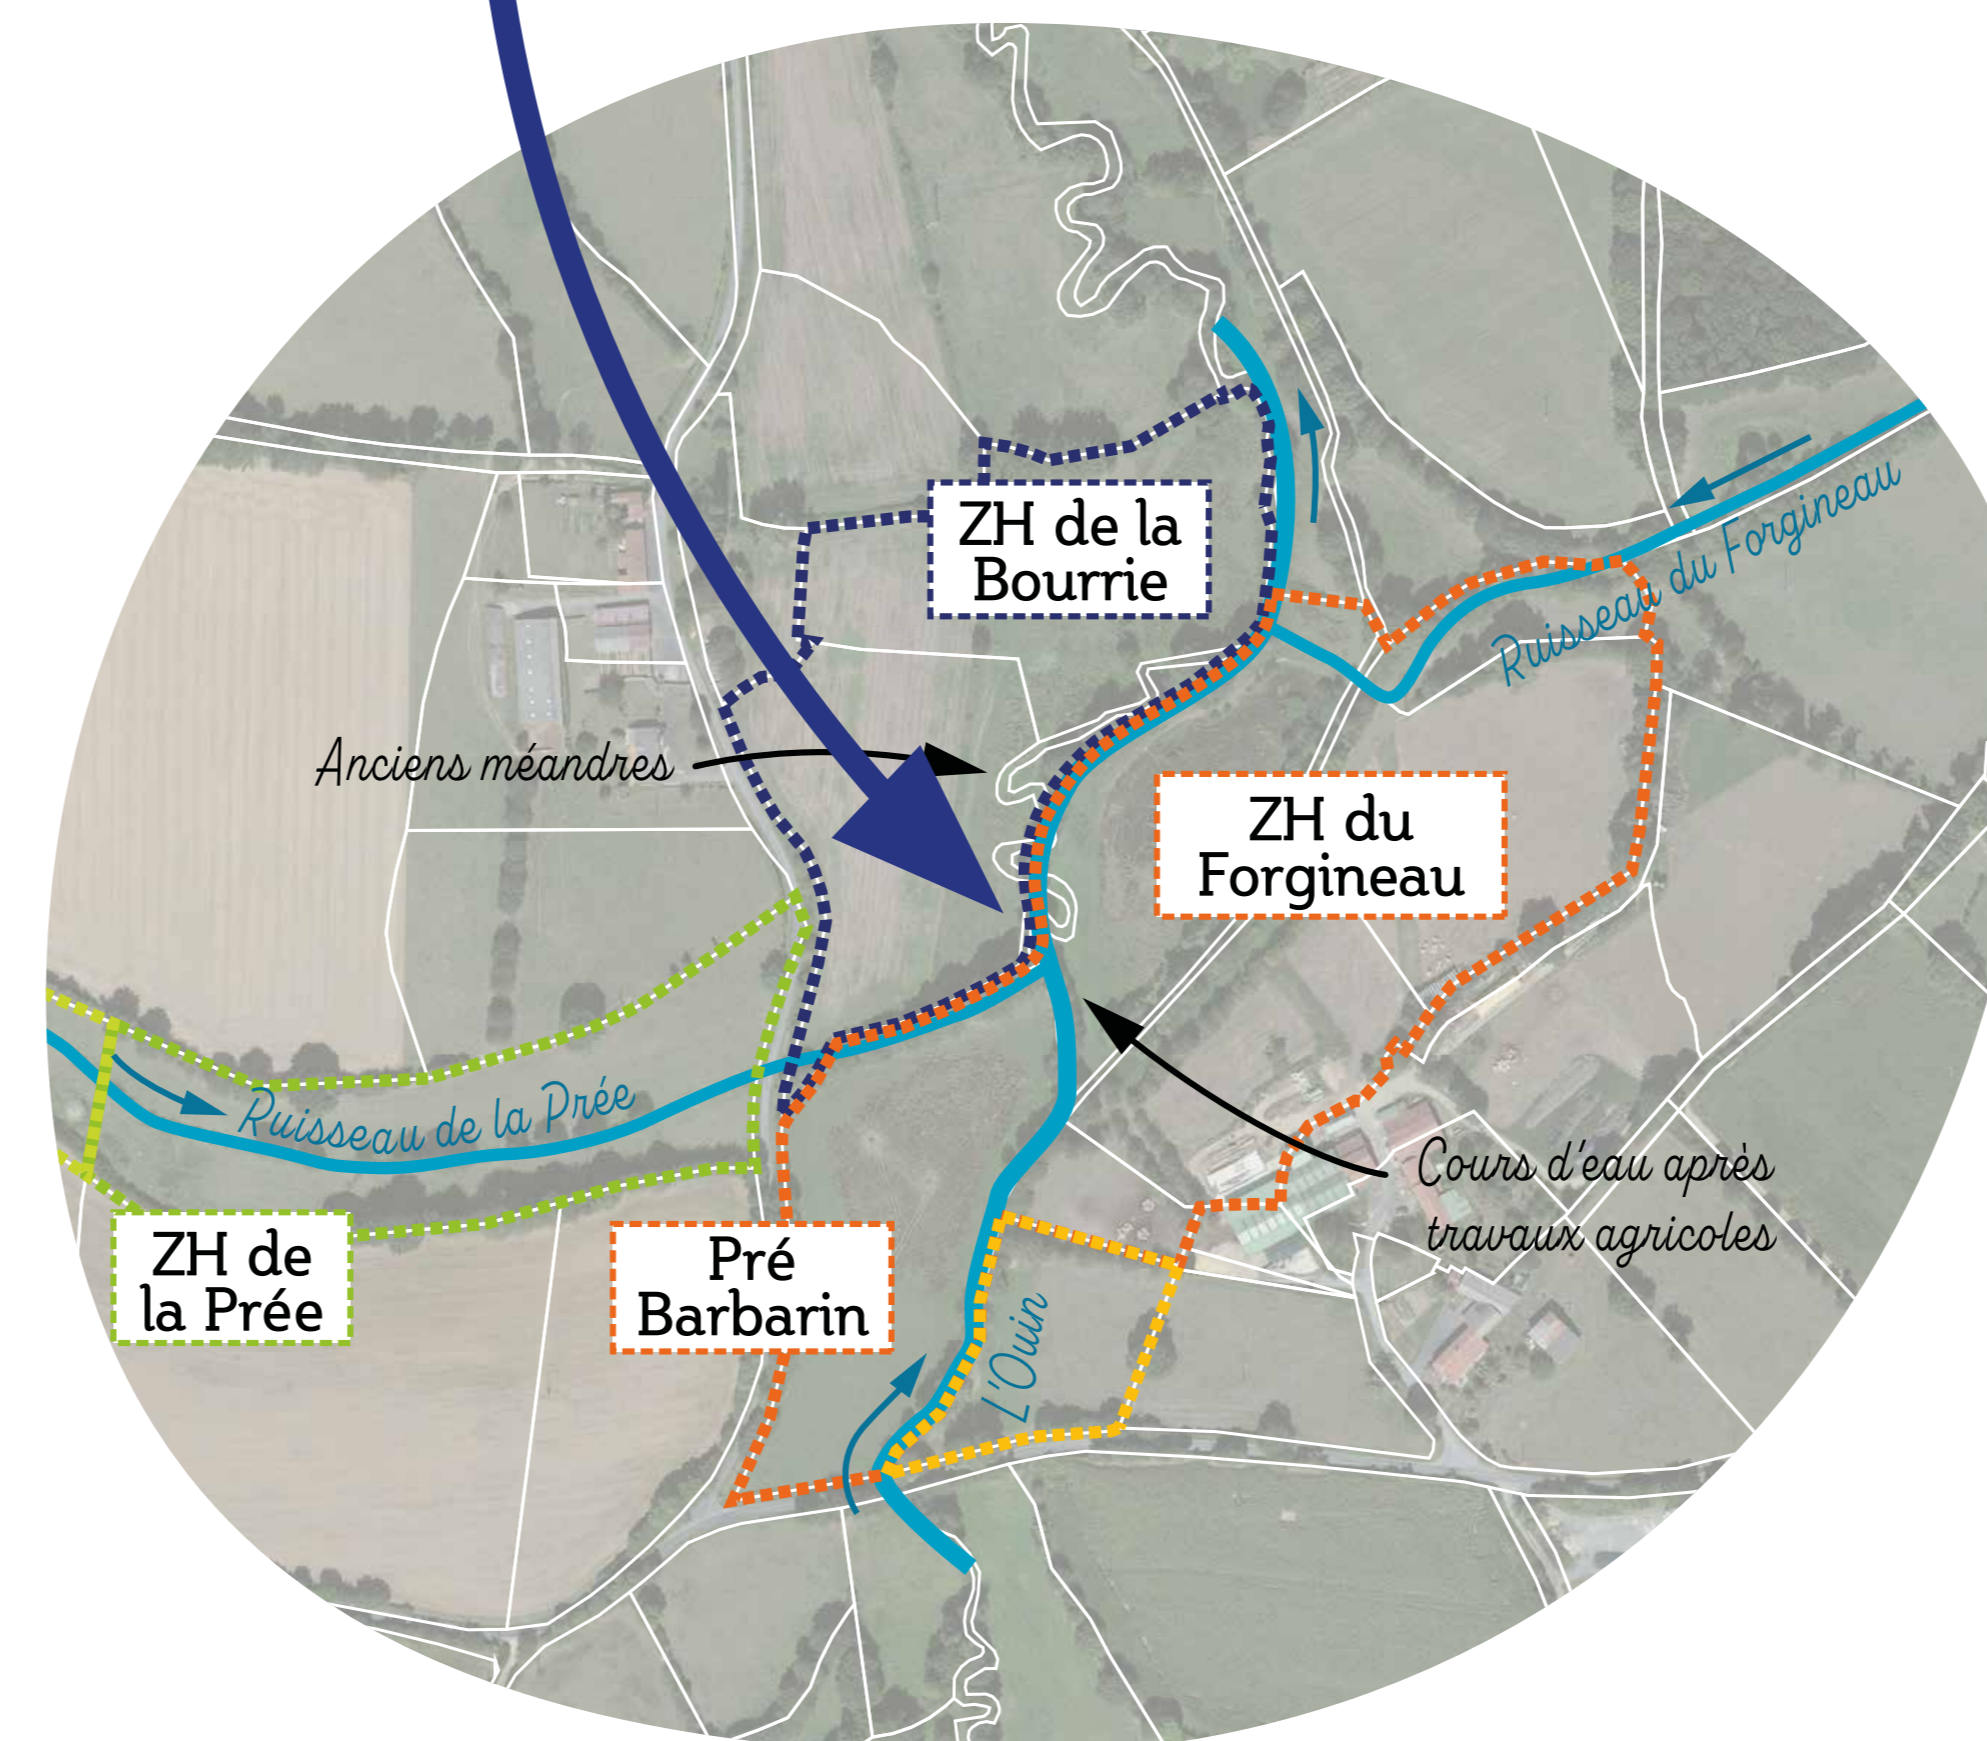 ZH de la
Bourrie
Ruisseau du Forgineau
Anciens méandres
ZH du
Forgineau
Ruisseau de la Prée
Cours d'eau après
travaux agricoles
ZH de
la Prée
Pré
Barbarin
L'Ouin